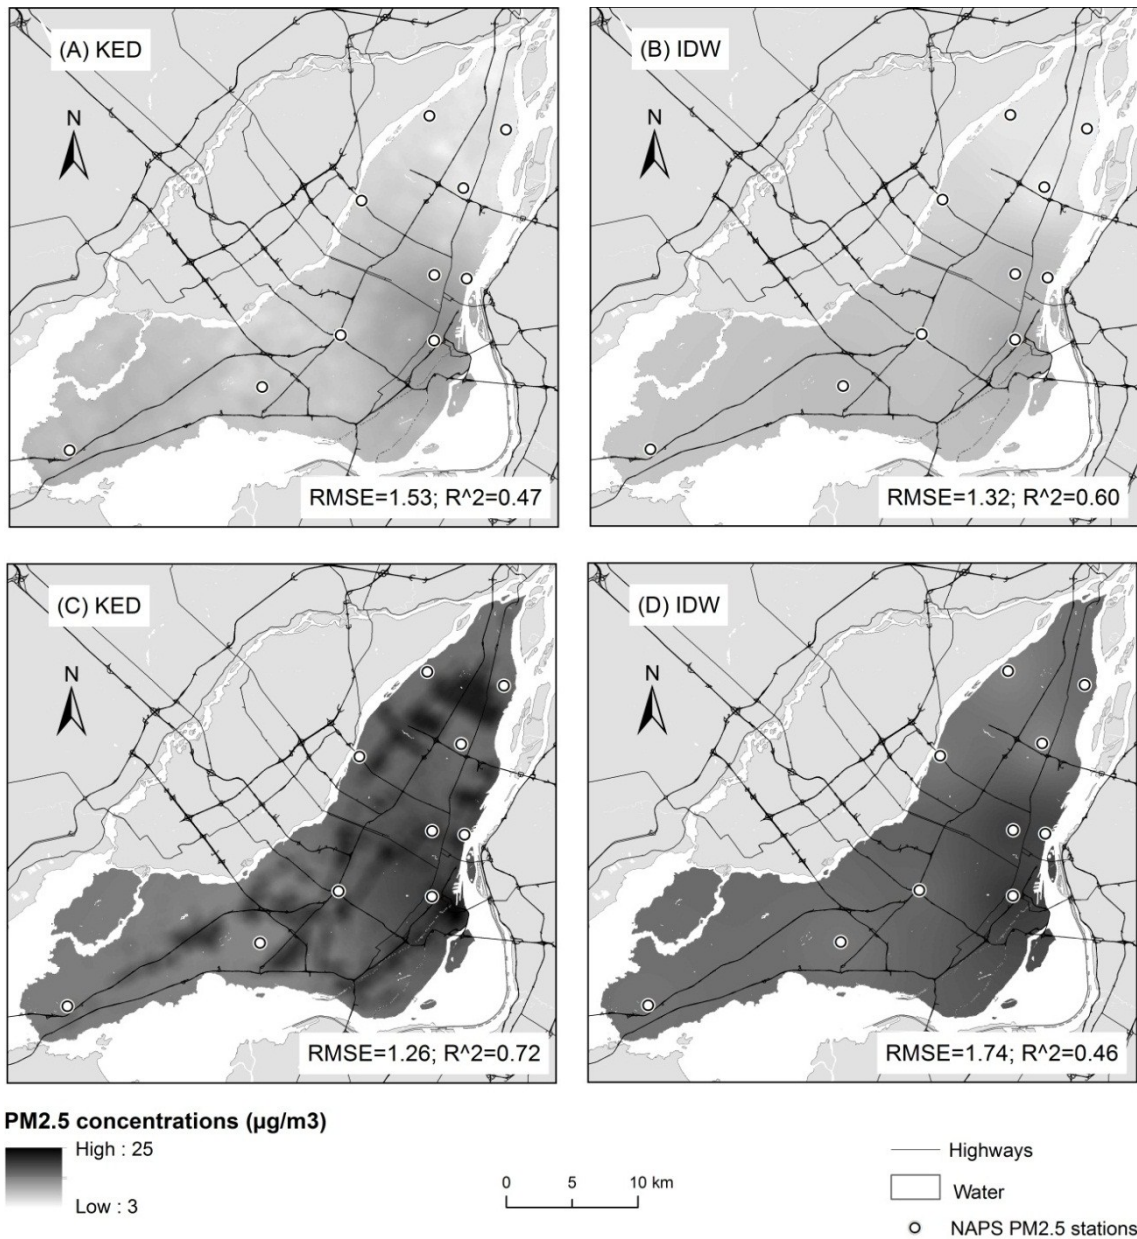 (A) KED
N
RMSE=1.53; R^2=0.47
(B) IDW
N
RMSE=1.32; R^2=0.60
(C) KED
N
RMSE=1.26; R^2=0.72
(D) IDW
N
RMSE=1.74; R^2=0.46
PM2.5 concentrations (µg/m3)
High : 25
Low : 3
0 5 10 km
Highways
Water
NAPS PM2.5 stations